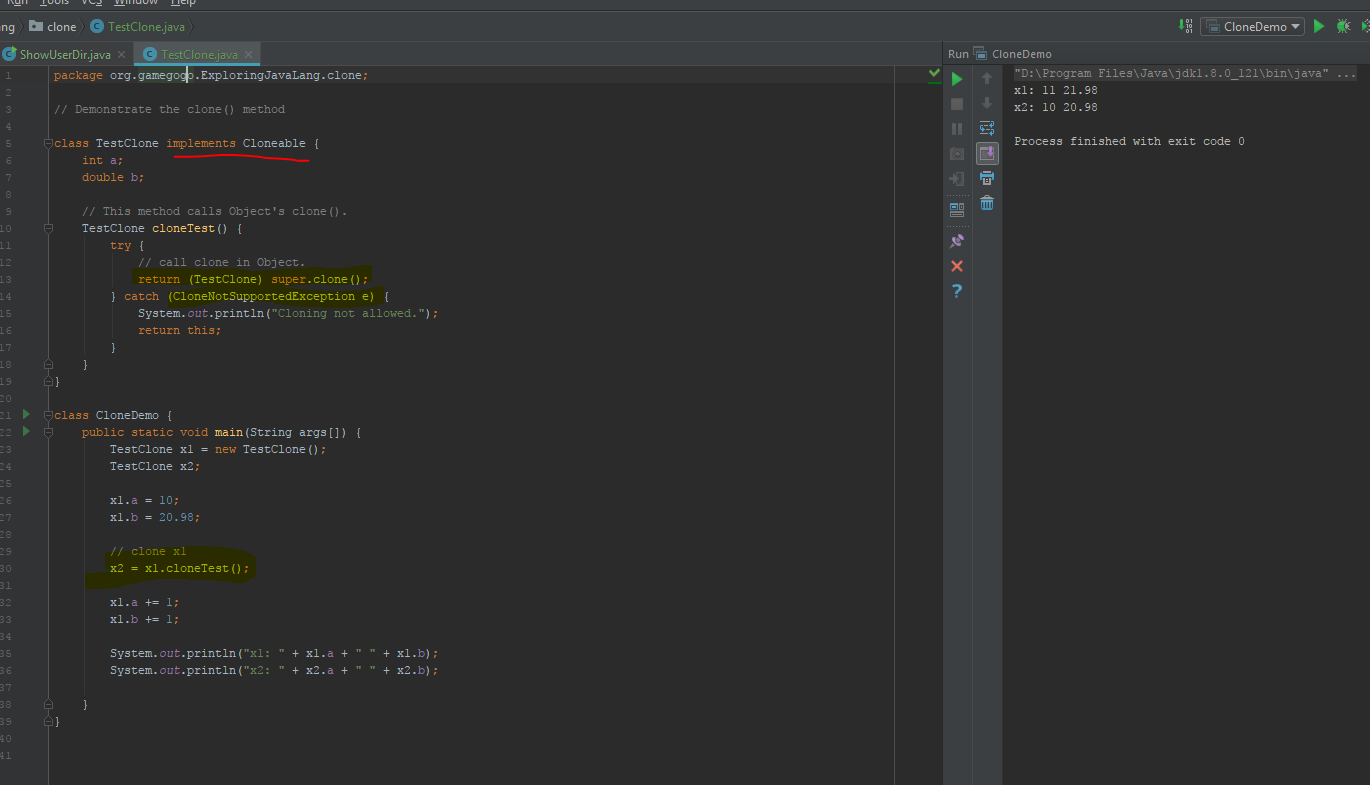 Run Tools VCS Window Help
ang clone TestClone.java CloneDemo
ShowUserDir.java TestClone.java Run CloneDemo
1 package org.gamegogo.ExploringJavaLang.clone;
2
3 // Demonstrate the clone() method
4
5 class TestClone implements Cloneable {
6 int a;
7 double b;
8
9 // This method calls Object's clone().
10 TestClone cloneTest() {
11 try {
12 // call clone in Object.
13 return (TestClone) super.clone();
14 } catch (CloneNotSupportedException e) {
15 System.out.println("Cloning not allowed.");
16 return this;
17 }
18 }
19 }
20
21 class CloneDemo {
22 public static void main(String args[]) {
23 TestClone x1 = new TestClone();
24 TestClone x2;
25
26 x1.a = 10;
27 x1.b = 20.98;
28
29 // clone x1
30 x2 = x1.cloneTest();
31
32 x1.a += 1;
33 x1.b += 1;
34
35 System.out.println("x1: " + x1.a + " " + x1.b);
36 System.out.println("x2: " + x2.a + " " + x2.b);
37
38 }
39 }
40
41
"D:\Program Files\Java\jdk1.8.0_121\bin\java" ...
x1: 11 21.98
x2: 10 20.98
Process finished with exit code 0